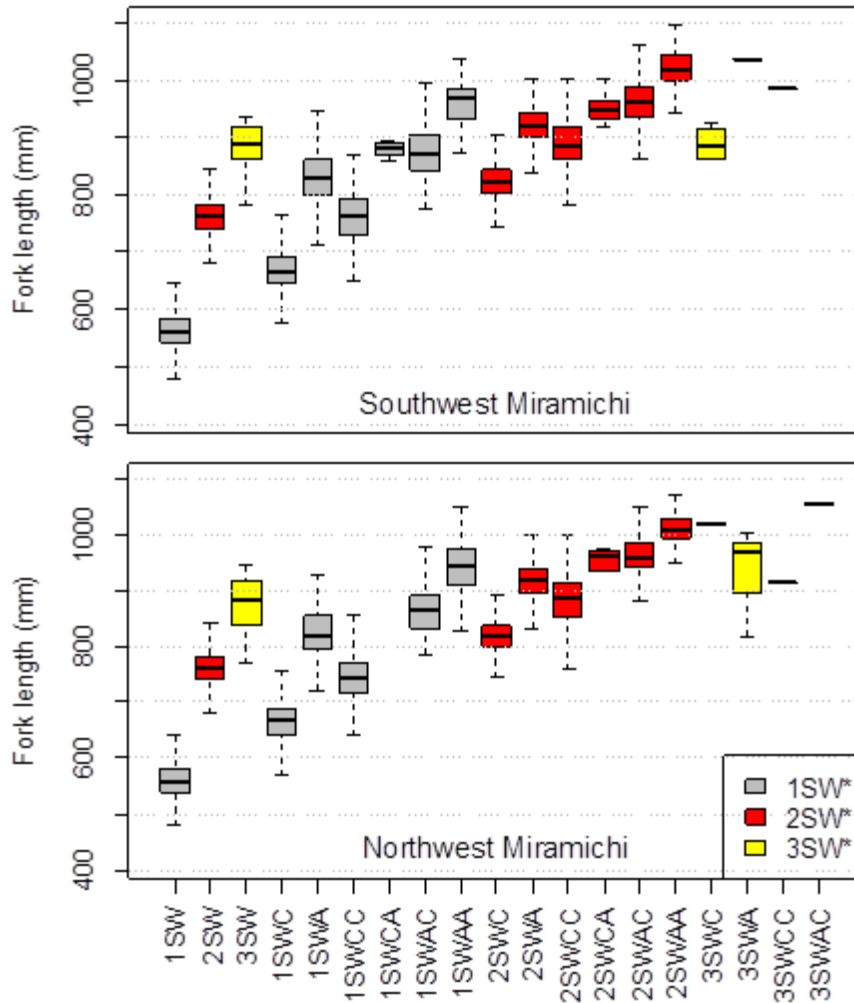 Fork length (mm)
1000
800
600
400
Southwest Miramichi
Fork length (mm)
1000
800
600
400
Northwest Miramichi
1SW*
2SW*
3SW*
1SW
2SW
3SW
1SWC
1SWA
1SWCC
1SWCA
1SWAC
1SWAA
2SWC
2SWA
2SWCC
2SWCA
2SWAC
2SWAA
3SWC
3SWA
3SWCC
3SWAC